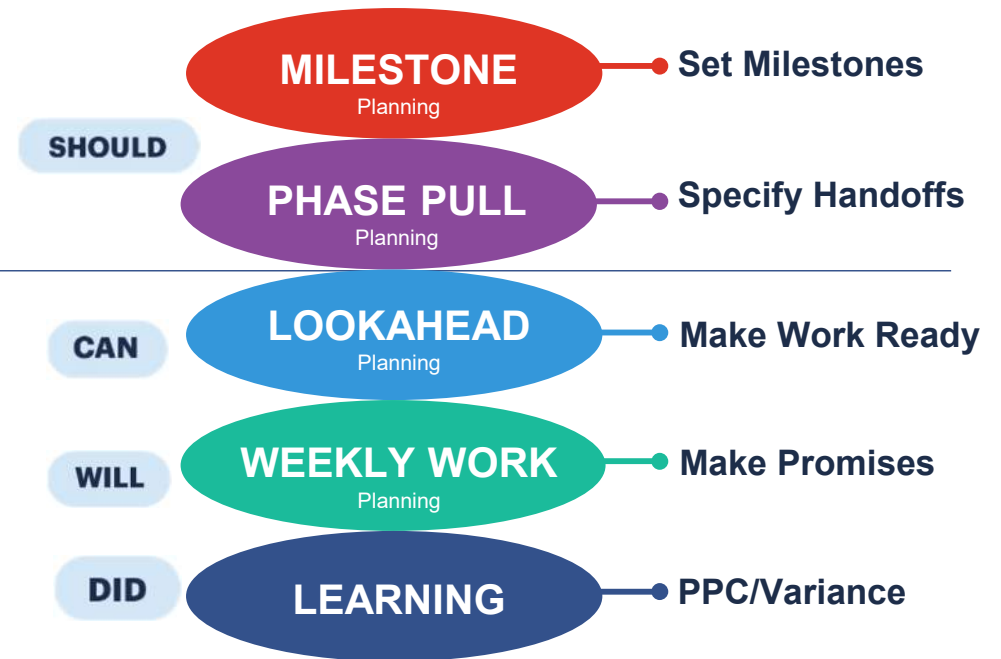 MILESTONE
Planning
Set Milestones
SHOULD
PHASE PULL
Planning
Specify Handoffs
CAN
LOOKAHEAD
Planning
Make Work Ready
WILL
WEEKLY WORK
Planning
Make Promises
DID
LEARNING
PPC/Variance